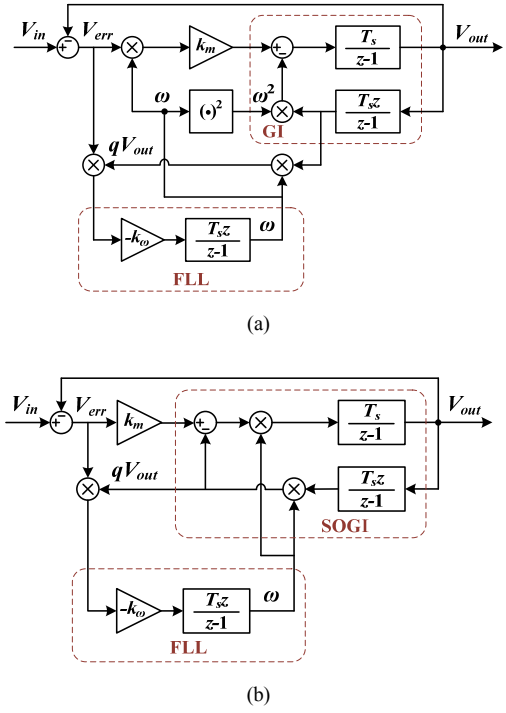 V_in
V_err
k_m
T_s
z-1
V_out
ω
(•)²
ω²
T_s z
z-1
GI
qV_out
-k_ω
T_s z
z-1
ω
FLL
(a)
V_in
V_err
k_m
T_s
z-1
V_out
qV_out
T_s z
z-1
SOGI
-k_ω
T_s z
z-1
ω
FLL
(b)